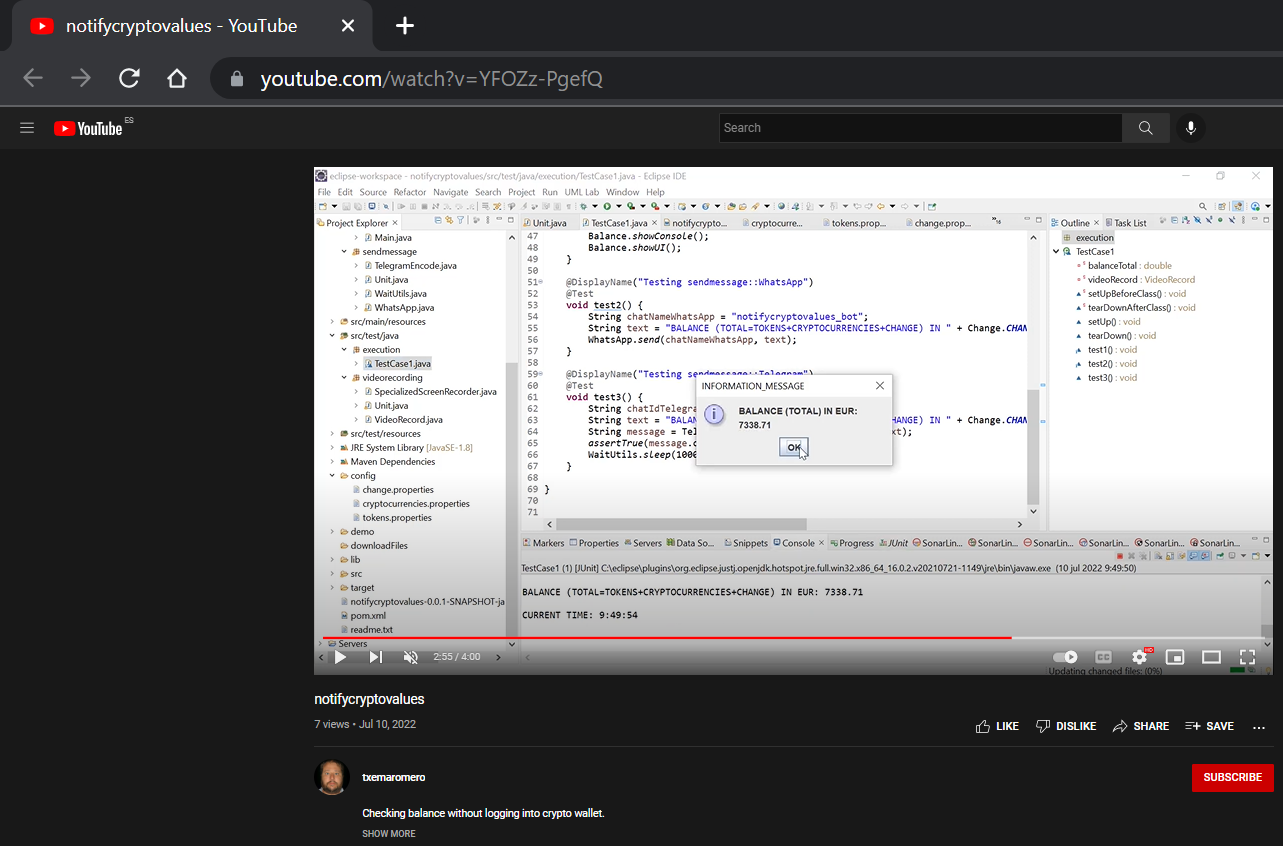 notifycryptovalues - YouTube
youtube.com/watch?v=YFOZz-PgefQ
YouTube ES
Search
eclipse-workspace - notifycryptovalues/src/test/java/execution/TestCase1.java - Eclipse IDE
File Edit Source Refactor Navigate Search Project Run UML Lab Window Help
Project Explorer
Main.java
sendmessage
TelegramEncode.java
Unit.java
WaitUtils.java
WhatsApp.java
src/main/resources
src/test/java
execution
TestCase1.java
videorecording
SpecializedScreenRecorder.java
Unit.java
VideoRecord.java
src/test/resources
JRE System Library [JavaSE-1.8]
Maven Dependencies
config
change.properties
cryptocurrencies.properties
tokens.properties
demo
downloadFiles
lib
src
target
notifycryptovalues-0.0.1-SNAPSHOT-ja
pom.xml
readme.txt
Servers
Unit.java TestCase1.java notifycrypto... cryptocurre... tokens.prop... change.prop... »16
47 Balance.showConsole();
48 Balance.showUI();
49 }
50
51 @DisplayName("Testing sendmessage::WhatsApp")
52 @Test
53 void test2() {
54 String chatNameWhatsApp = "notifycryptovalues_bot";
55 String text = "BALANCE (TOTAL=TOKENS+CRYPTOCURRENCIES+CHANGE) IN " + Change.CHAN
56 WhatsApp.send(chatNameWhatsApp, text);
57 }
58
59 @DisplayName("Testing sendmessage::Telegram")
60 @Test
61 void test3() {
62 String chatIdTelegra
63 String text = "BALAN HANGE) IN " + Change.CHAN
64 String message = Tel xt);
65 assertTrue(message.c
66 WaitUtils.sleep(1000
67 }
68
69 }
70
71
INFORMATION_MESSAGE
BALANCE (TOTAL) IN EUR:
7338.71
OK
Outline Task List
execution
TestCase1
balanceTotal : double
videoRecord : VideoRecord
setUpBeforeClass() : void
tearDownAfterClass() : void
setUp() : void
tearDown() : void
test1() : void
test2() : void
test3() : void
Markers Properties Servers Data So... Snippets Console Progress JUnit SonarLin... SonarLin... SonarLin... SonarLin... SonarLin... SonarLin...
TestCase1 (1) [JUnit] C:\eclipse\plugins\org.eclipse.justj.openjdk.hotspot.jre.full.win32.x86_64_16.0.2.v20210721-1149\jre\bin\javaw.exe (10 jul 2022 9:49:50)
BALANCE (TOTAL=TOKENS+CRYPTOCURRENCIES+CHANGE) IN EUR: 7338.71
CURRENT TIME: 9:49:54
2:55 / 4:00
CC
HD
Updating changed files: (0%)
notifycryptovalues
7 views • Jul 10, 2022
LIKE DISLIKE SHARE SAVE ...
txemaromero
SUBSCRIBE
Checking balance without logging into crypto wallet.
SHOW MORE